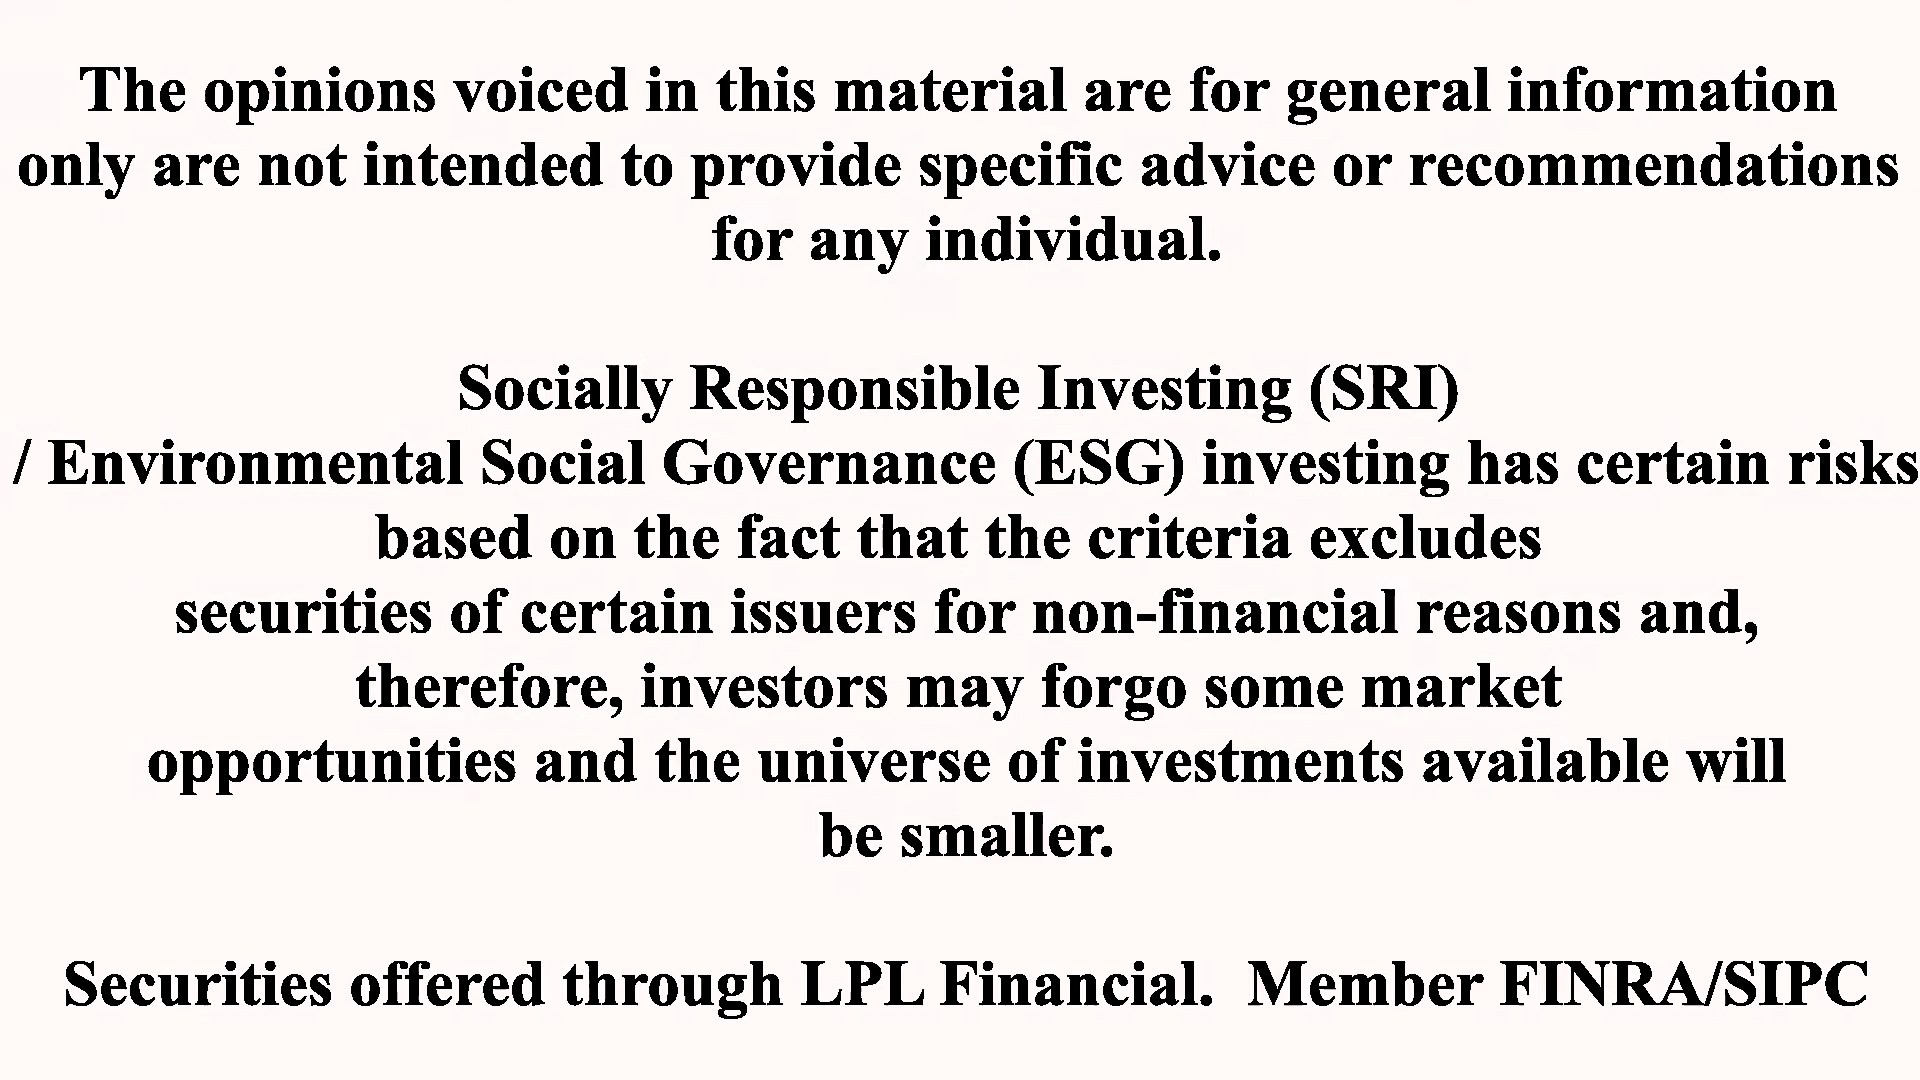 The opinions voiced in this material are for general information
only are not intended to provide specific advice or recommendations
for any individual.
Socially Responsible Investing (SRI)
/ Environmental Social Governance (ESG) investing has certain risks
based on the fact that the criteria excludes
securities of certain issuers for non-financial reasons and,
therefore, investors may forgo some market
opportunities and the universe of investments available will
be smaller.
Securities offered through LPL Financial.  Member FINRA/SIPC